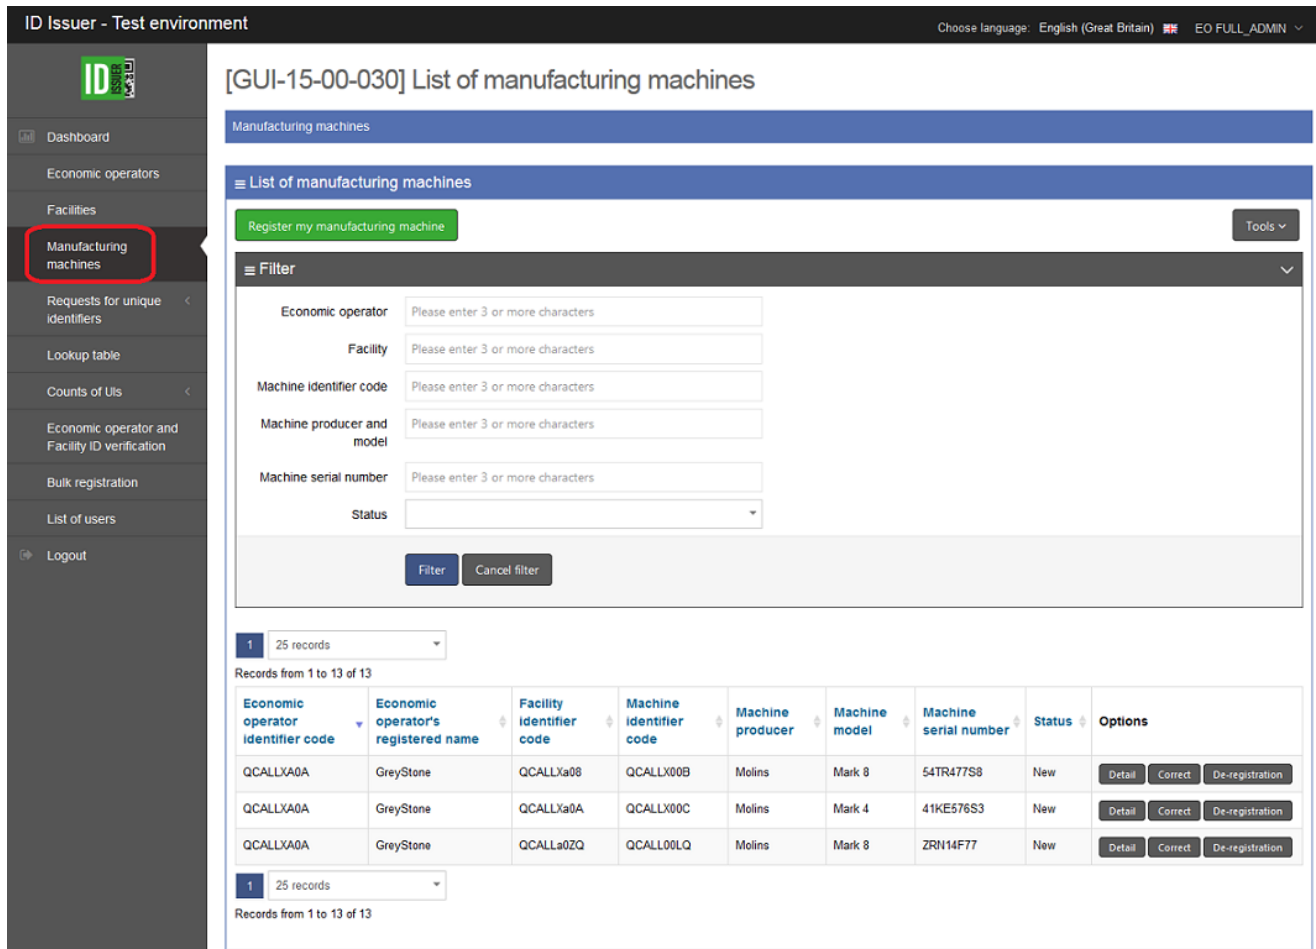 ID Issuer - Test environment
Choose language: English (Great Britain) EO FULL_ADMIN
ID ISSUER
[GUI-15-00-030] List of manufacturing machines
Dashboard
Economic operators
Facilities
Manufacturing
machines
Requests for unique
identifiers
Lookup table
Counts of UIs
Economic operator and
Facility ID verification
Bulk registration
List of users
Logout
Manufacturing machines
List of manufacturing machines
Register my manufacturing machine
Tools
Filter
Economic operator Please enter 3 or more characters
Facility Please enter 3 or more characters
Machine identifier code Please enter 3 or more characters
Machine producer and Please enter 3 or more characters
model
Machine serial number Please enter 3 or more characters
Status
Filter Cancel filter
1 25 records
Records from 1 to 13 of 13
Economic operator identifier code Economic operator's registered name Facility identifier code Machine identifier code Machine producer Machine model Machine serial number Status Options
QCALLXA0A GreyStone QCALLXa08 QCALLX00B Molins Mark 8 54TR477S8 New Detail Correct De-registration
QCALLXA0A GreyStone QCALLXa0A QCALLX00C Molins Mark 4 41KE576S3 New Detail Correct De-registration
QCALLXA0A GreyStone QCALLa0ZQ QCALL00LQ Molins Mark 8 ZRN14F77 New Detail Correct De-registration
1 25 records
Records from 1 to 13 of 13